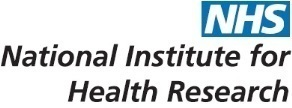 NHS
National Institute for
Health Research